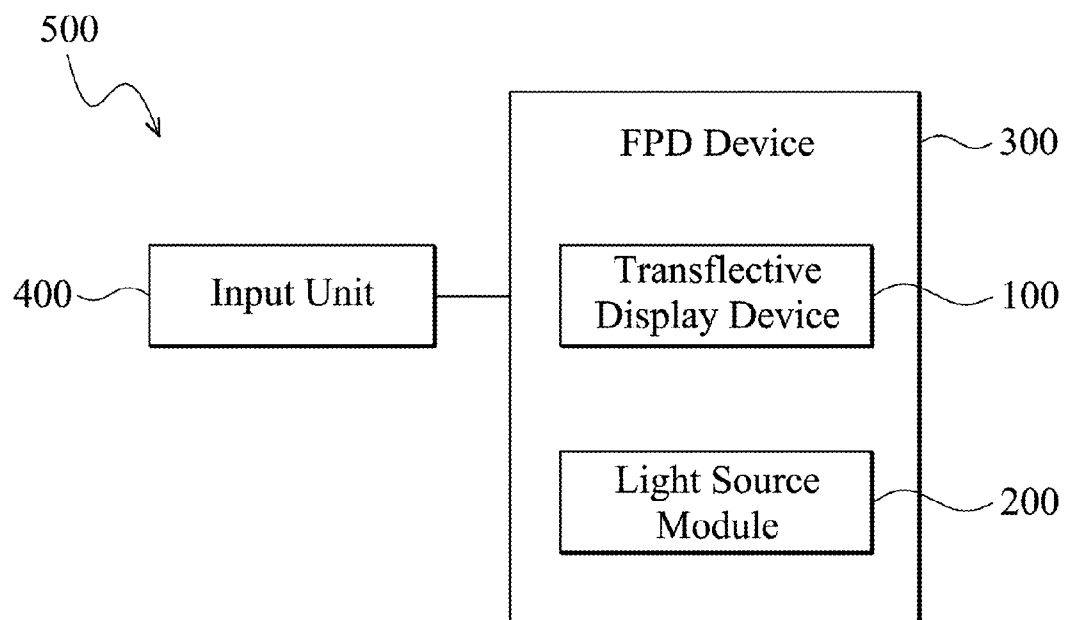 500
FPD Device
300
Input Unit
400
Transflective
Display Device
100
Light Source
Module
200